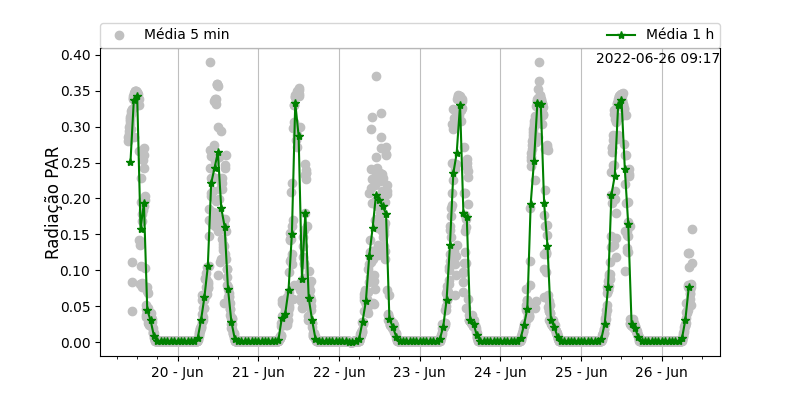 Média 5 min
Média 1 h
2022-06-26 09:17
Radiação PAR
0.40
0.35
0.30
0.25
0.20
0.15
0.10
0.05
0.00
20 - Jun
21 - Jun
22 - Jun
23 - Jun
24 - Jun
25 - Jun
26 - Jun